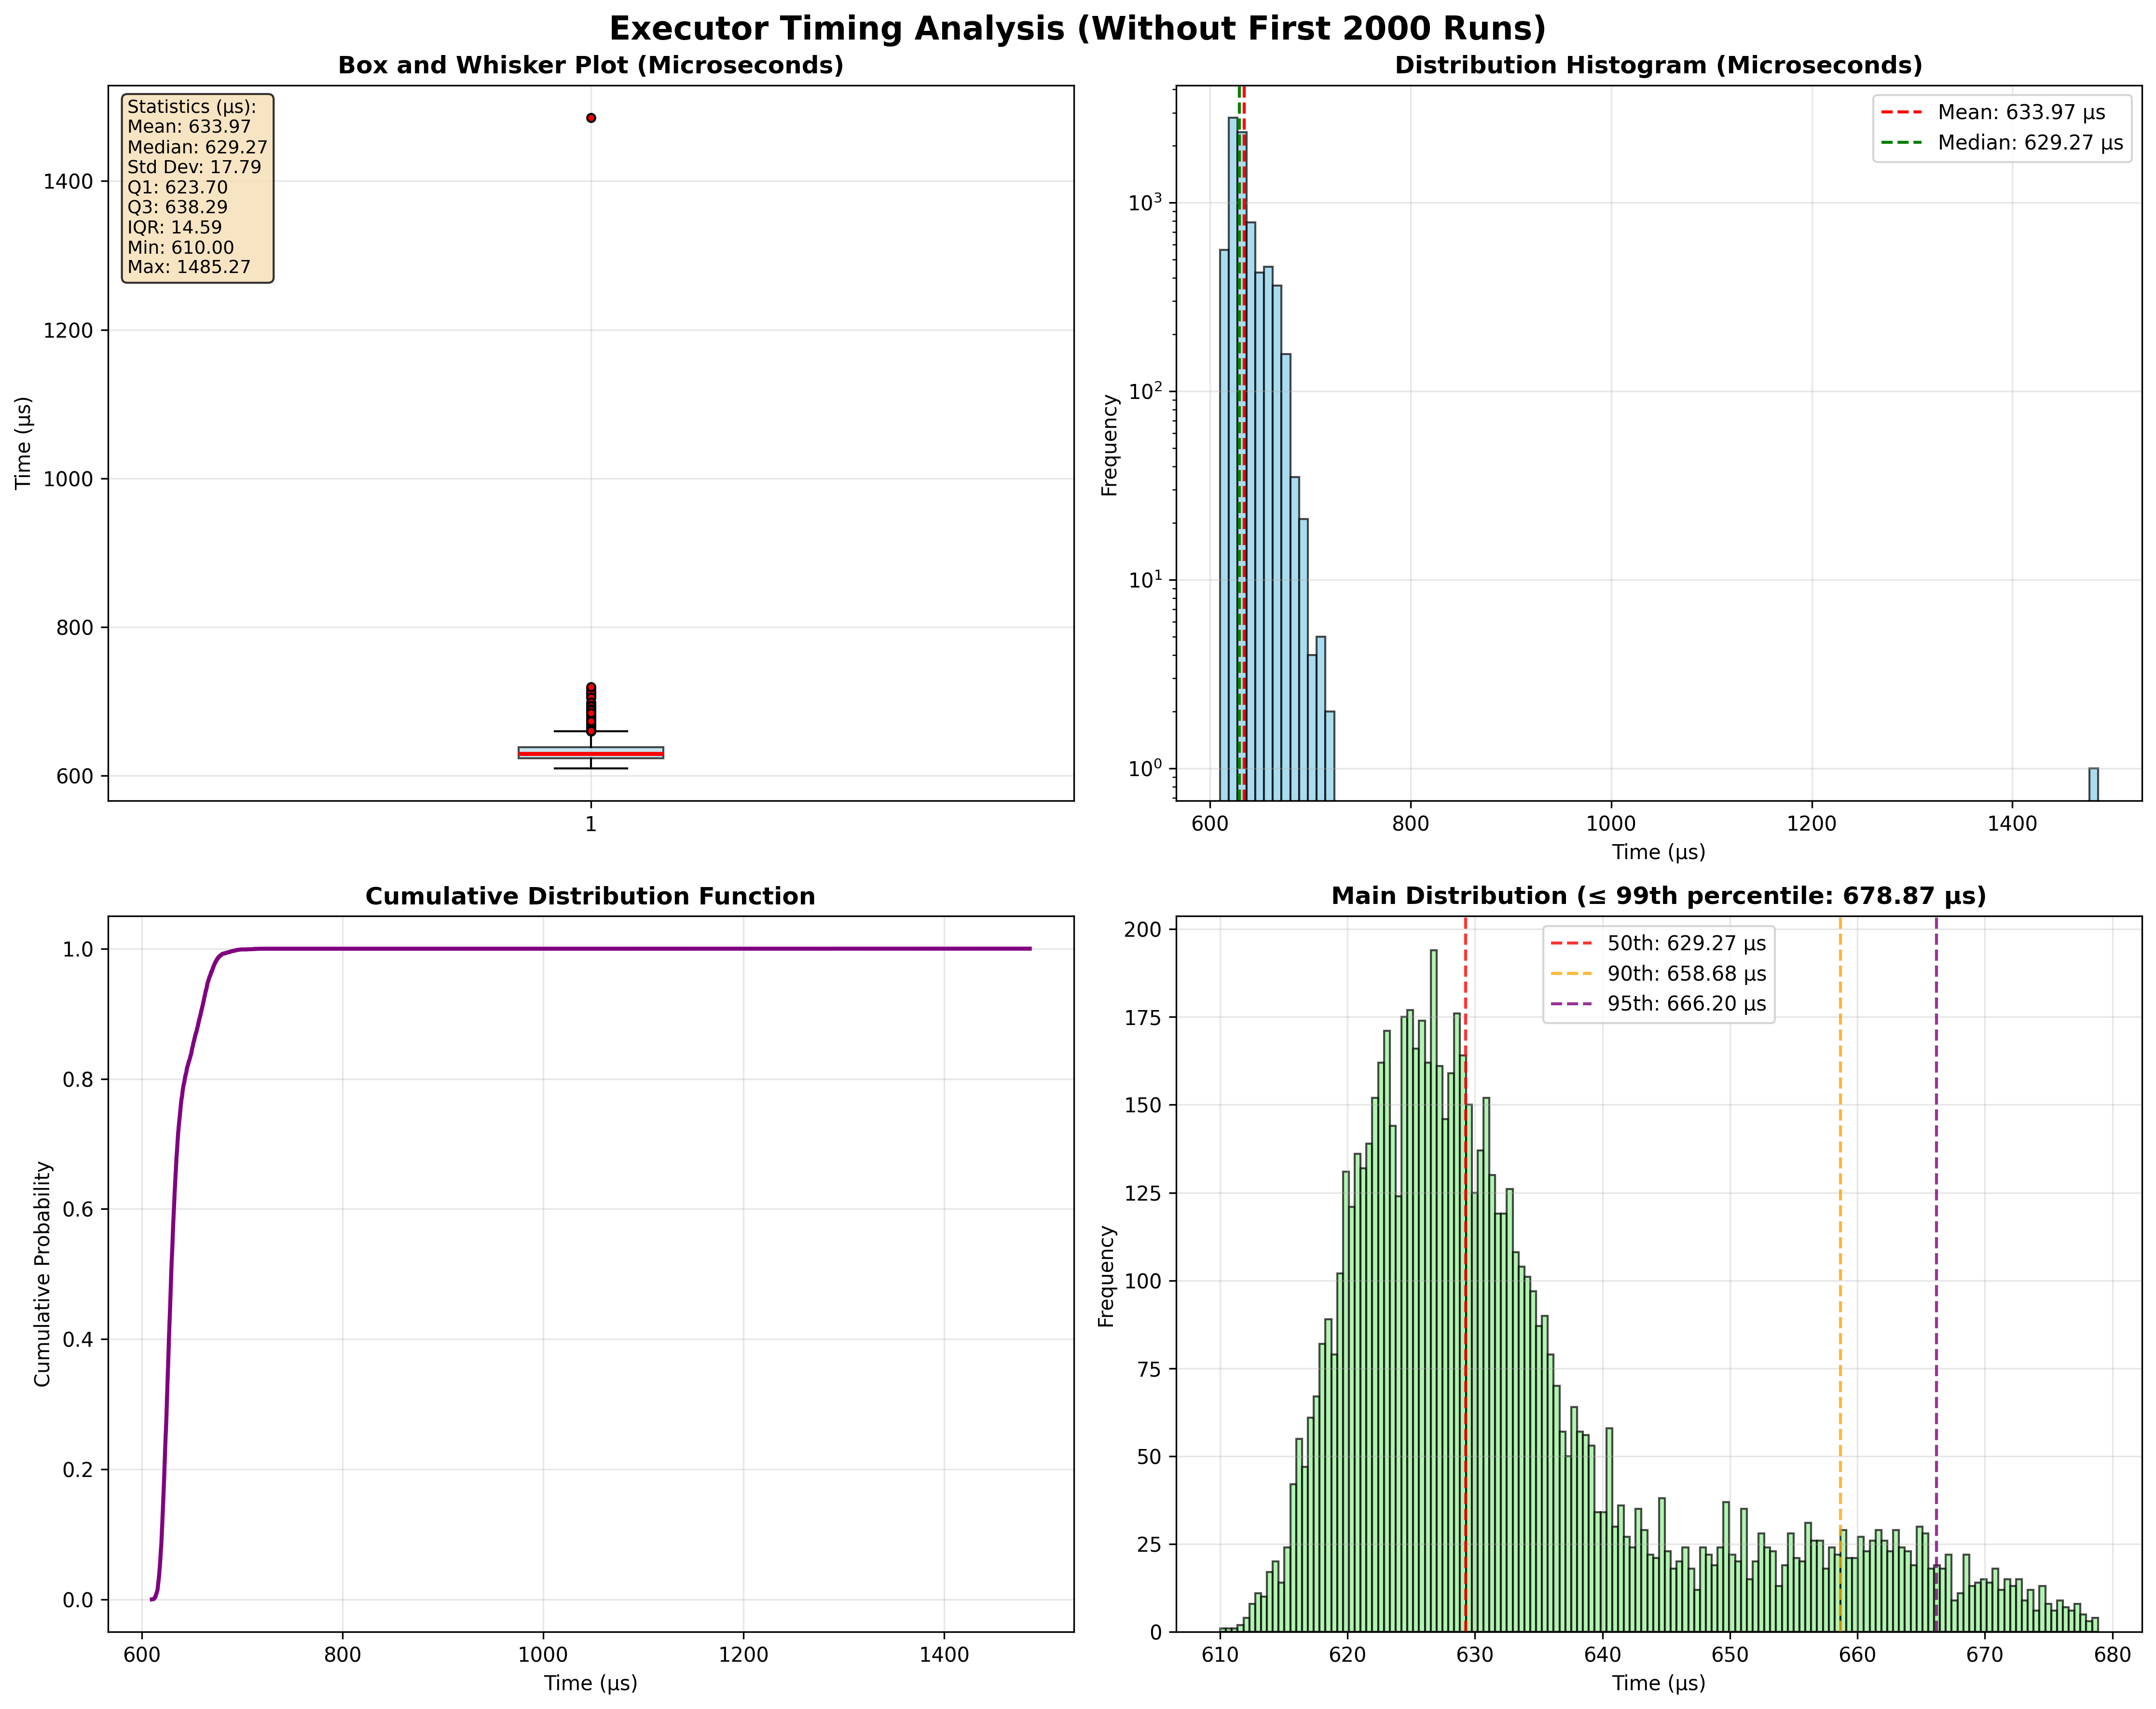 Executor Timing Analysis (Without First 2000 Runs)
Box and Whisker Plot (Microseconds)
Statistics (µs):
Mean: 633.97
Median: 629.27
Std Dev: 17.79
Q1: 623.70
Q3: 638.29
IQR: 14.59
Min: 610.00
Max: 1485.27
Time (µs)
1400
1200
1000
800
600
1
Distribution Histogram (Microseconds)
Mean: 633.97 µs
Median: 629.27 µs
Frequency
10³
10²
10¹
10⁰
600 800 1000 1200 1400
Time (µs)
Cumulative Distribution Function
Cumulative Probability
1.0
0.8
0.6
0.4
0.2
0.0
600 800 1000 1200 1400
Time (µs)
Main Distribution (≤ 99th percentile: 678.87 µs)
50th: 629.27 µs
90th: 658.68 µs
95th: 666.20 µs
Frequency
200
175
150
125
100
75
50
25
0
610 620 630 640 650 660 670 680
Time (µs)